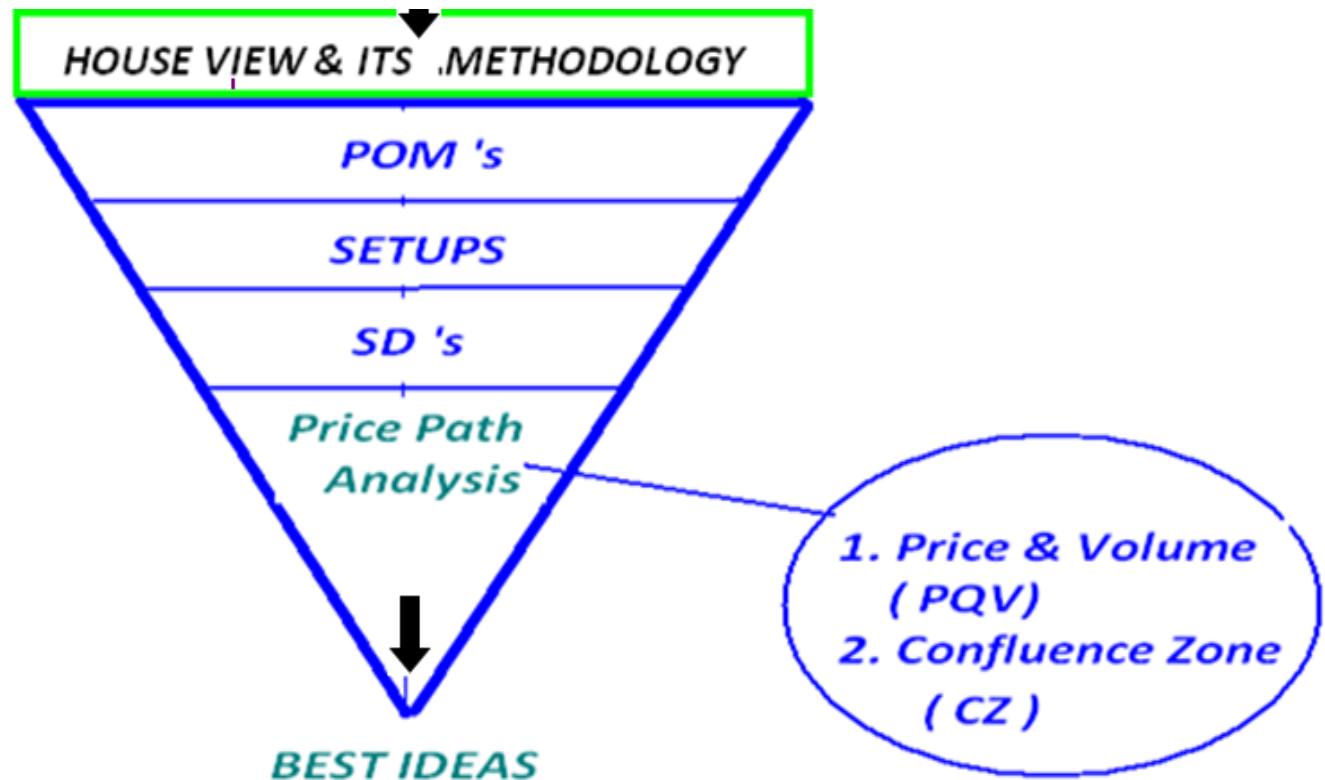 HOUSE VIEW & ITS .METHODOLOGY
POM 's
SETUPS
SD 's
Price Path
Analysis
1. Price & Volume
( PQV)
2. Confluence Zone
( CZ )
BEST IDEAS